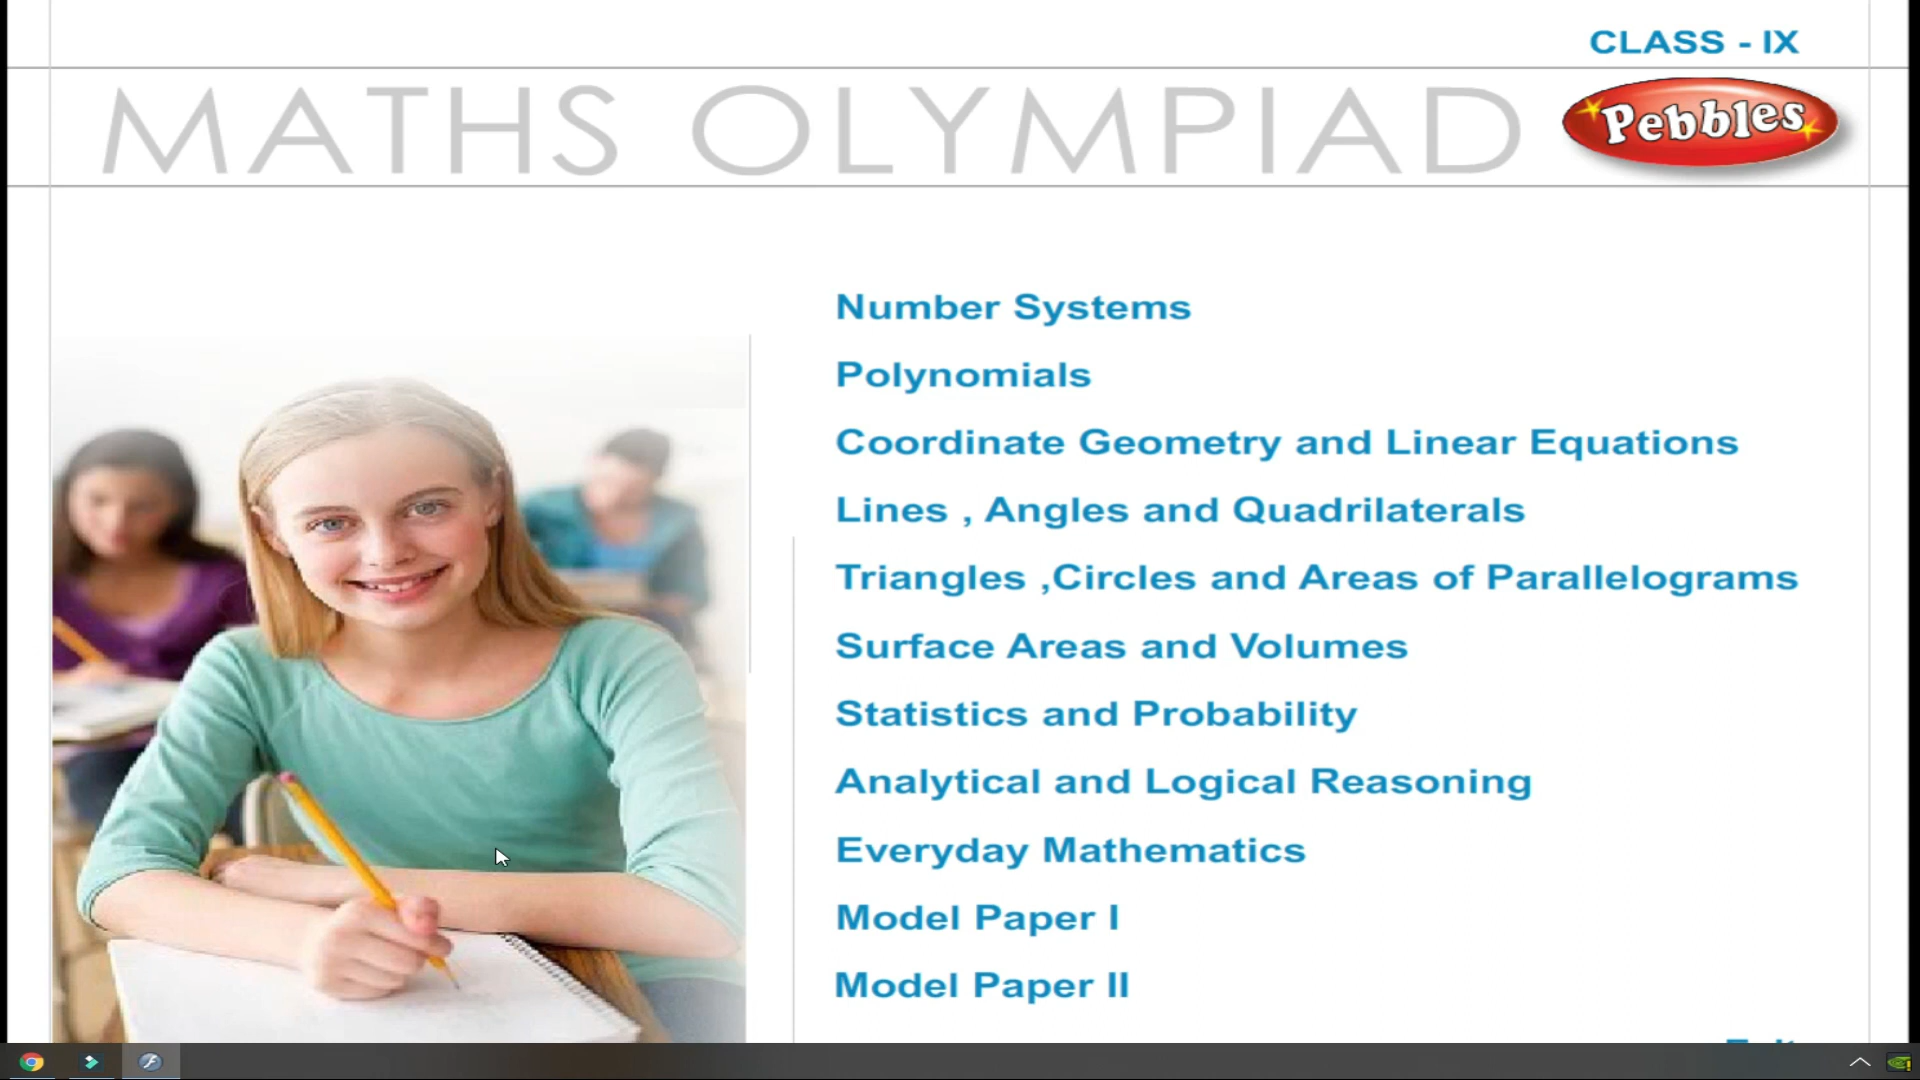 CLASS - IX
MATHS OLYMPIAD
Pebbles
Number Systems
Polynomials
Coordinate Geometry and Linear Equations
Lines , Angles and Quadrilaterals
Triangles ,Circles and Areas of Parallelograms
Surface Areas and Volumes
Statistics and Probability
Analytical and Logical Reasoning
Everyday Mathematics
Model Paper I
Model Paper II